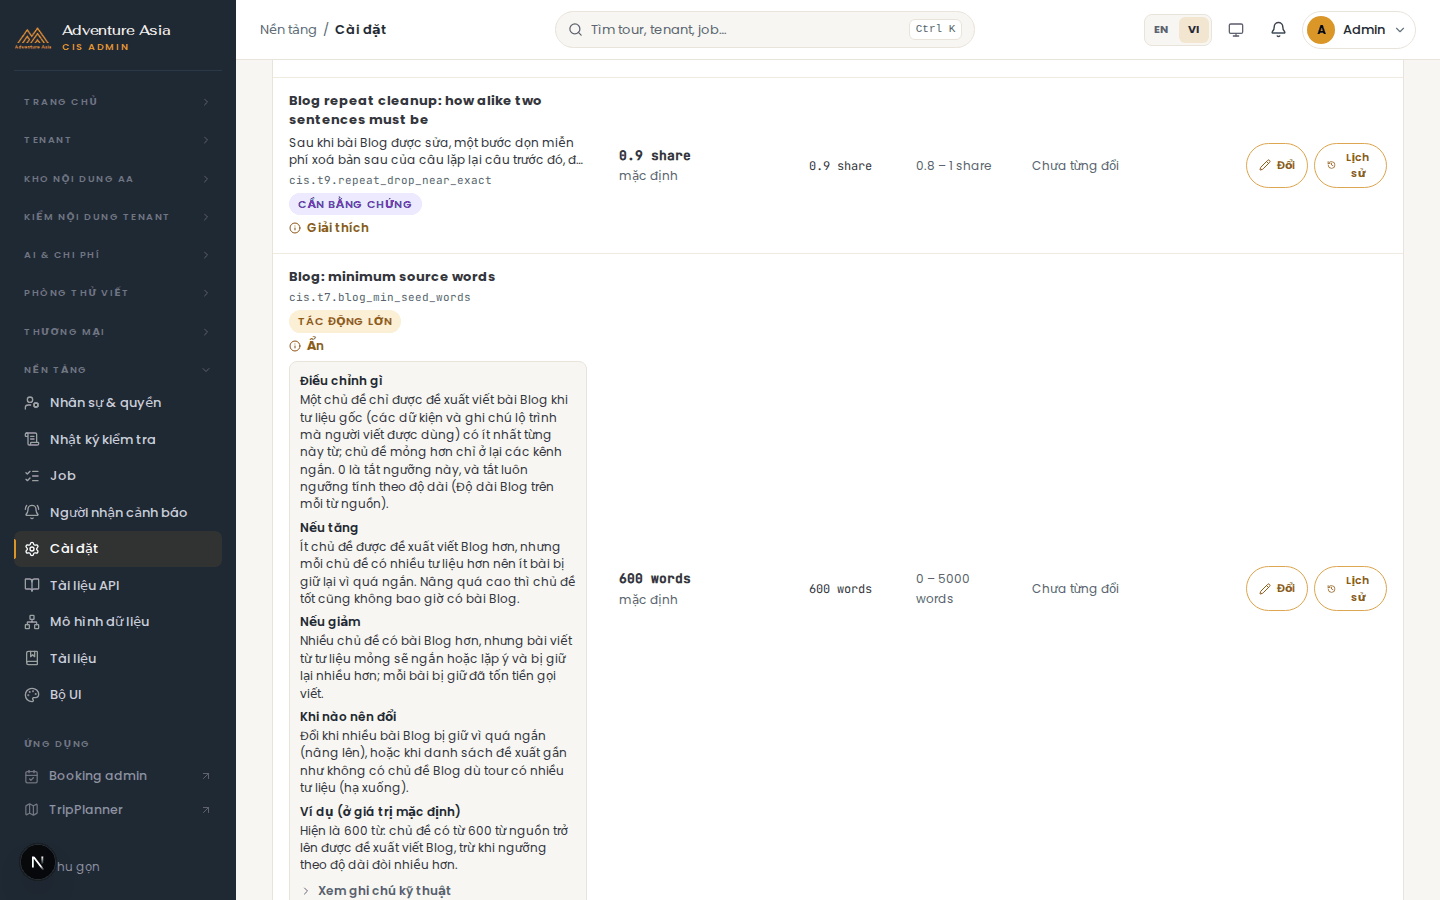 Adventure Asia
CIS ADMIN
Adventure Asia
TRANG CHỦ
TENANT
KHO NỘI DUNG AA
KIỂM NỘI DUNG TENANT
AI & CHI PHÍ
PHÒNG THỬ VIẾT
THƯƠNG MẠI
NỀN TẢNG
Nhân sự & quyền
Nhật ký kiểm tra
Job
Người nhận cảnh báo
Cài đặt
Tài liệu API
Mô hình dữ liệu
Tài liệu
Bộ UI
ỨNG DỤNG
Booking admin
TripPlanner
N
hu gọn
Nền tảng / Cài đặt
Tìm tour, tenant, job...
Ctrl K
EN VI
A Admin
Blog repeat cleanup: how alike two
sentences must be
Sau khi bài Blog được sửa, một bước dọn miễn
phí xoá bản sao của câu lặp lại câu trước đó, đ...
cis.t9.repeat_drop_near_exact
CẦN BẰNG CHỨNG
Giải thích
0.9 share
mặc định
0.9 share
0.8 – 1 share
Chưa từng đổi
Đổi
Lịch
sử
Blog: minimum source words
cis.t7.blog_min_seed_words
TÁC ĐỘNG LỚN
Ẩn
Điều chỉnh gì
Một chủ đề chỉ được đề xuất viết bài Blog khi
tư liệu gốc (các dữ kiện và ghi chú lộ trình
mà người viết được dùng) có ít nhất từng
này từ; chủ đề mỏng hơn chỉ ở lại các kênh
ngắn. 0 là tắt ngưỡng này, và tắt luôn
ngưỡng tính theo độ dài (Độ dài Blog trên
mỗi từ nguồn).
Nếu tăng
Ít chủ đề được đề xuất viết Blog hơn, nhưng
mỗi chủ đề có nhiều tư liệu hơn nên ít bài bị
giữ lại vì quá ngắn. Nâng quá cao thì chủ đề
tốt cũng không bao giờ có bài Blog.
Nếu giảm
Nhiều chủ đề có bài Blog hơn, nhưng bài viết
từ tư liệu mỏng sẽ ngắn hoặc lặp ý và bị giữ
lại nhiều hơn; mỗi bài bị giữ đã tốn tiền gọi
viết.
Khi nào nên đổi
Đổi khi nhiều bài Blog bị giữ vì quá ngắn
(nâng lên), hoặc khi danh sách đề xuất gần
như không có chủ đề Blog dù tour có nhiều
tư liệu (hạ xuống).
Ví dụ (ở giá trị mặc định)
Hiện là 600 từ: chủ đề có từ 600 từ nguồn trở
lên được đề xuất viết Blog, trừ khi ngưỡng
theo độ dài đòi nhiều hơn.
Xem ghi chú kỹ thuật
600 words
mặc định
600 words
0 – 5000
words
Chưa từng đổi
Đổi
Lịch
sử